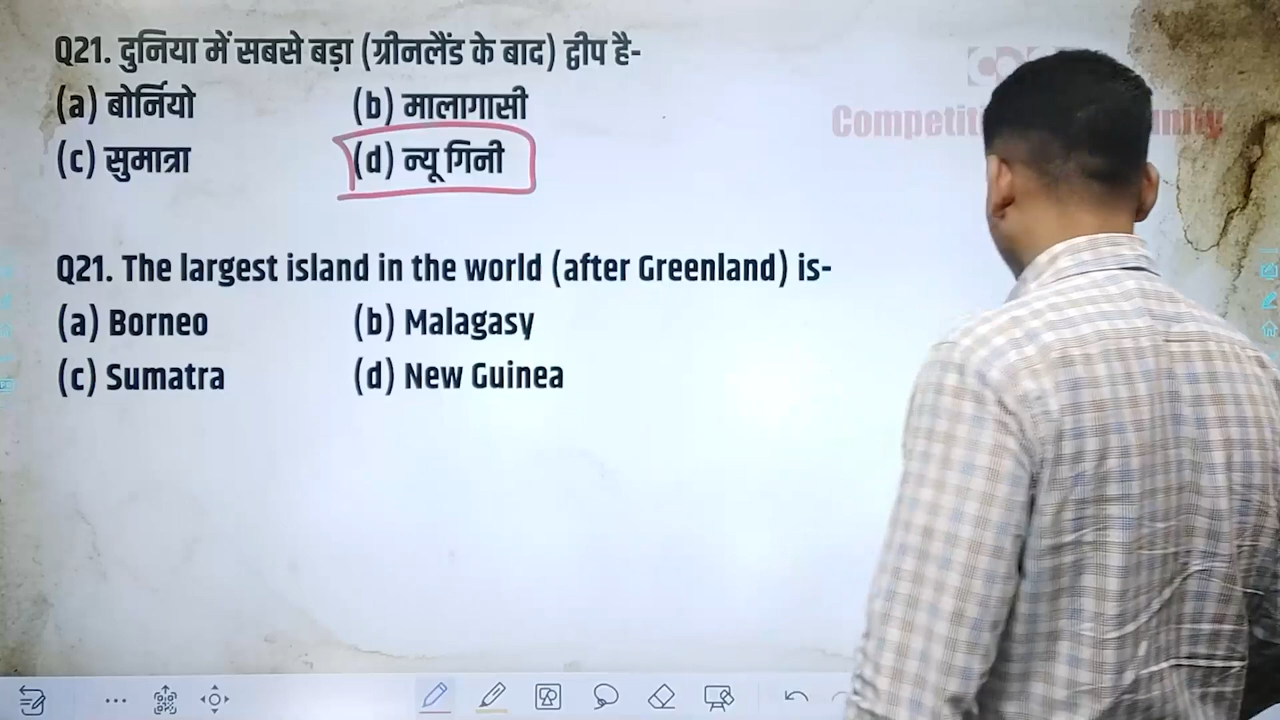 Q21. दुनिया में सबसे बड़ा (ग्रीनलैंड के बाद) द्वीप है-
(a) बोर्नियो (b) मालागासी
(c) सुमात्रा (d) न्यू गिनी
Q21. The largest island in the world (after Greenland) is-
(a) Borneo (b) Malagasy
(c) Sumatra (d) New Guinea